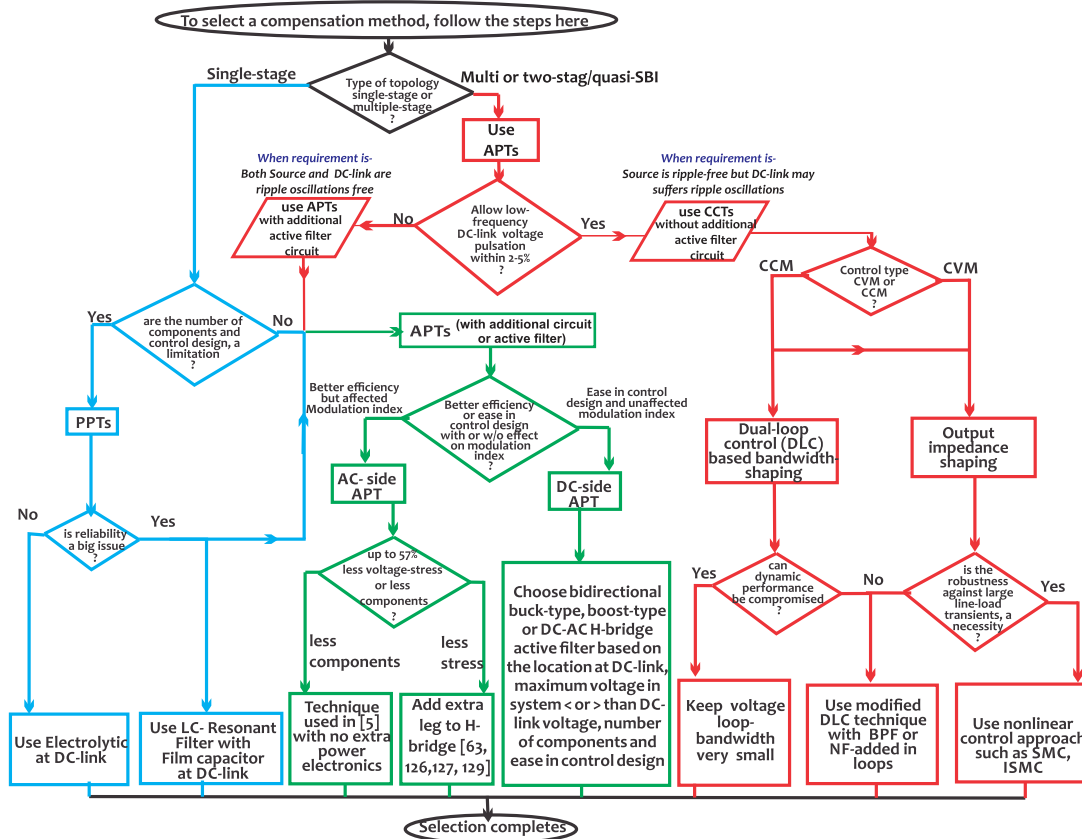 To select a compensation method, follow the steps here
Single-stage
Type of topology
single-stage or
multiple-stage
?
Multi or two-stag/quasi-SBI
Use
APTs
When requirement is-
Both Source and DC-link are
ripple oscillations free
When requirement is-
Source is ripple-free but DC-link may
suffers ripple oscillations
use APTs
with additional
active filter
circuit
No
Allow low-
frequency
DC-link voltage
pulsation
within 2-5%
?
Yes
use CCTs
without additional
active filter
circuit
CCM
Control type
CVM or
CCM
?
CVM
Yes
are the number of
components and
control design, a
limitation
?
No
APTs (with additional circuit
or active filter)
Better efficiency
but affected
Modulation index
Better efficiency
or ease in
control design
with or w/o effect
on modulation
index
?
Ease in control
design and unaffected
modulation index
PPTs
Dual-loop
control (DLC)
based bandwidth-
shaping
Output
impedance
shaping
AC- side
APT
DC-side
APT
No
is reliability
a big issue
?
Yes
up to 57%
less voltage-stress
or less
components
?
less
components
less
stress
Choose bidirectional
buck-type, boost-type
or DC-AC H-bridge
active filter based on
the location at DC-link,
maximum voltage in
system < or > than DC-
link voltage, number
of components and
ease in control design
Yes
can
dynamic
performance
be compromised
?
No
is the
robustness
against large
line-load
transients, a
necessity
?
Yes
Use Electrolytic
at DC-link
Use LC- Resonant
Filter with
Film capacitor
at DC-link
Technique
used in [5]
with no extra
power
electronics
Add extra
leg to H-
bridge [63,
126,127, 129]
Keep voltage
loop-
bandwidth
very small
Use modified
DLC technique
with BPF or
NF-added in
loops
Use nonlinear
control approach
such as SMC,
ISMC
Selection completes